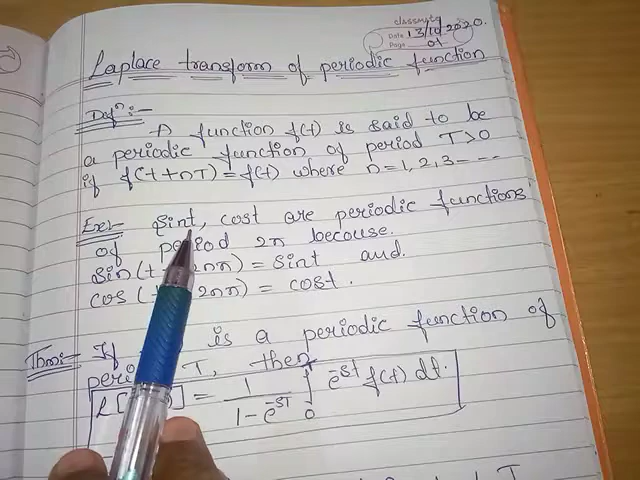 classmate
Date 13/10/2020.
Page 01
Laplace transform of periodic function
Defⁿ:-
A function f(t) is said to be
a periodic function of period T>0
if f(t+nT)=f(t) where n=1,2,3----
Ex:- sint, cost are periodic functions
of period 2π because.
sin(t 2nπ) = sint and.
cos(t 2nπ) = cost.
Thm:- If is a periodic function of
T, then
L[ ] = 1/(1-e^-ST) ∫₀ᵀ e^-st f(t) dt.